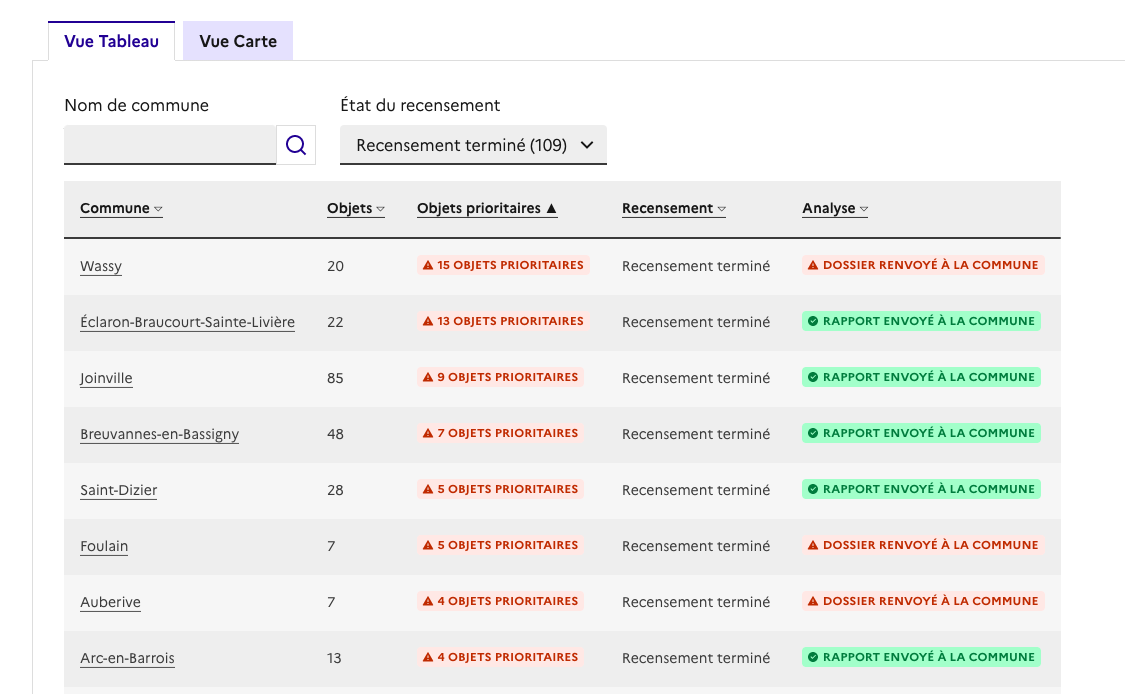 Vue Tableau Vue Carte
Nom de commune État du recensement
Recensement terminé (109)
Commune Objets Objets prioritaires ▲ Recensement Analyse
Wassy 20 15 OBJETS PRIORITAIRES Recensement terminé DOSSIER RENVOYÉ À LA COMMUNE
Éclaron-Braucourt-Sainte-Livière 22 13 OBJETS PRIORITAIRES Recensement terminé RAPPORT ENVOYÉ À LA COMMUNE
Joinville 85 9 OBJETS PRIORITAIRES Recensement terminé RAPPORT ENVOYÉ À LA COMMUNE
Breuvannes-en-Bassigny 48 7 OBJETS PRIORITAIRES Recensement terminé RAPPORT ENVOYÉ À LA COMMUNE
Saint-Dizier 28 5 OBJETS PRIORITAIRES Recensement terminé RAPPORT ENVOYÉ À LA COMMUNE
Foulain 7 5 OBJETS PRIORITAIRES Recensement terminé DOSSIER RENVOYÉ À LA COMMUNE
Auberive 7 4 OBJETS PRIORITAIRES Recensement terminé DOSSIER RENVOYÉ À LA COMMUNE
Arc-en-Barrois 13 4 OBJETS PRIORITAIRES Recensement terminé RAPPORT ENVOYÉ À LA COMMUNE